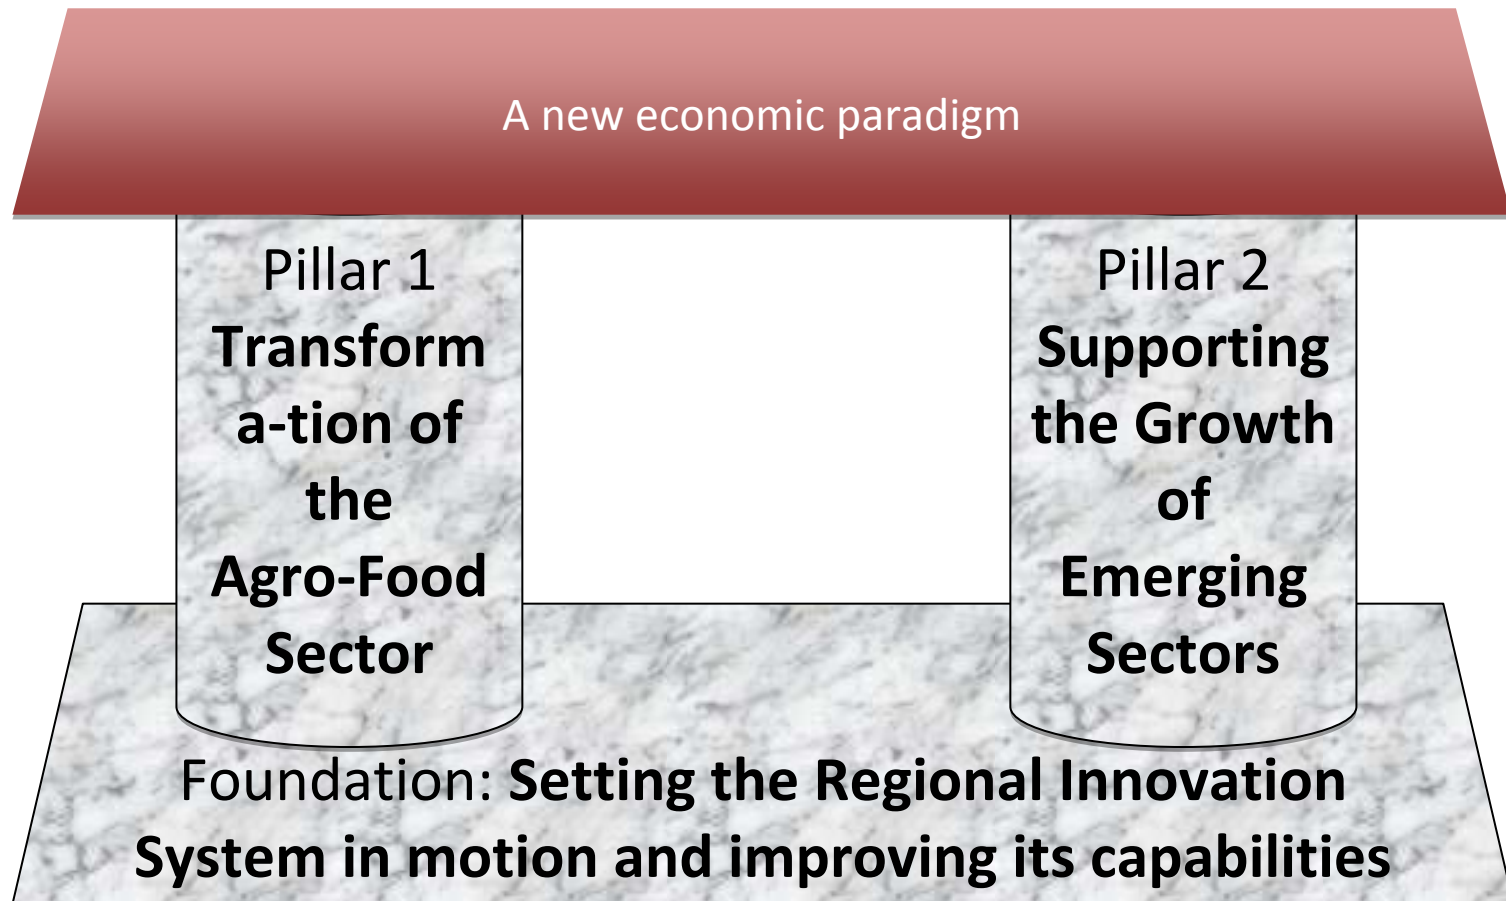 A new economic paradigm
Pillar 1
Transform
a-tion of
the
Agro-Food
Sector
Pillar 2
Supporting
the Growth
of
Emerging
Sectors
Foundation: Setting the Regional Innovation
System in motion and improving its capabilities